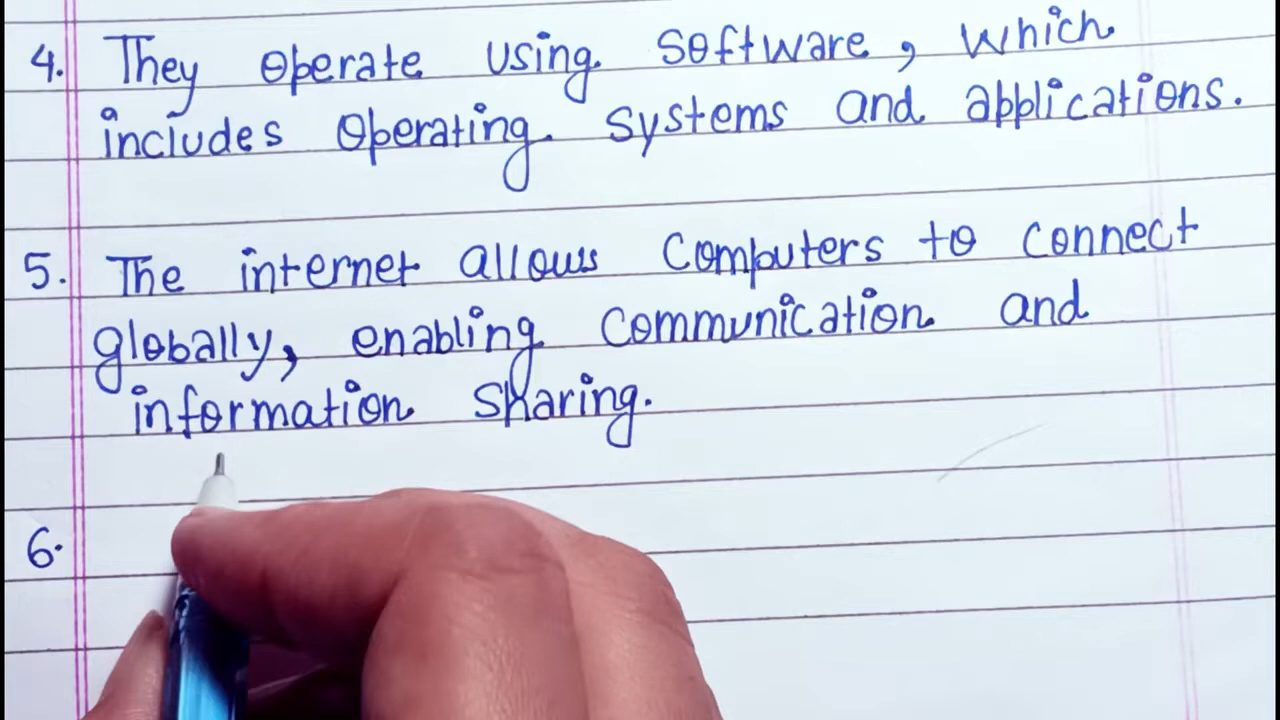 4. They operate using software, which
includes operating systems and applications.
5. The internet allows computers to connect
globally, enabling communication and
information sharing.
6.